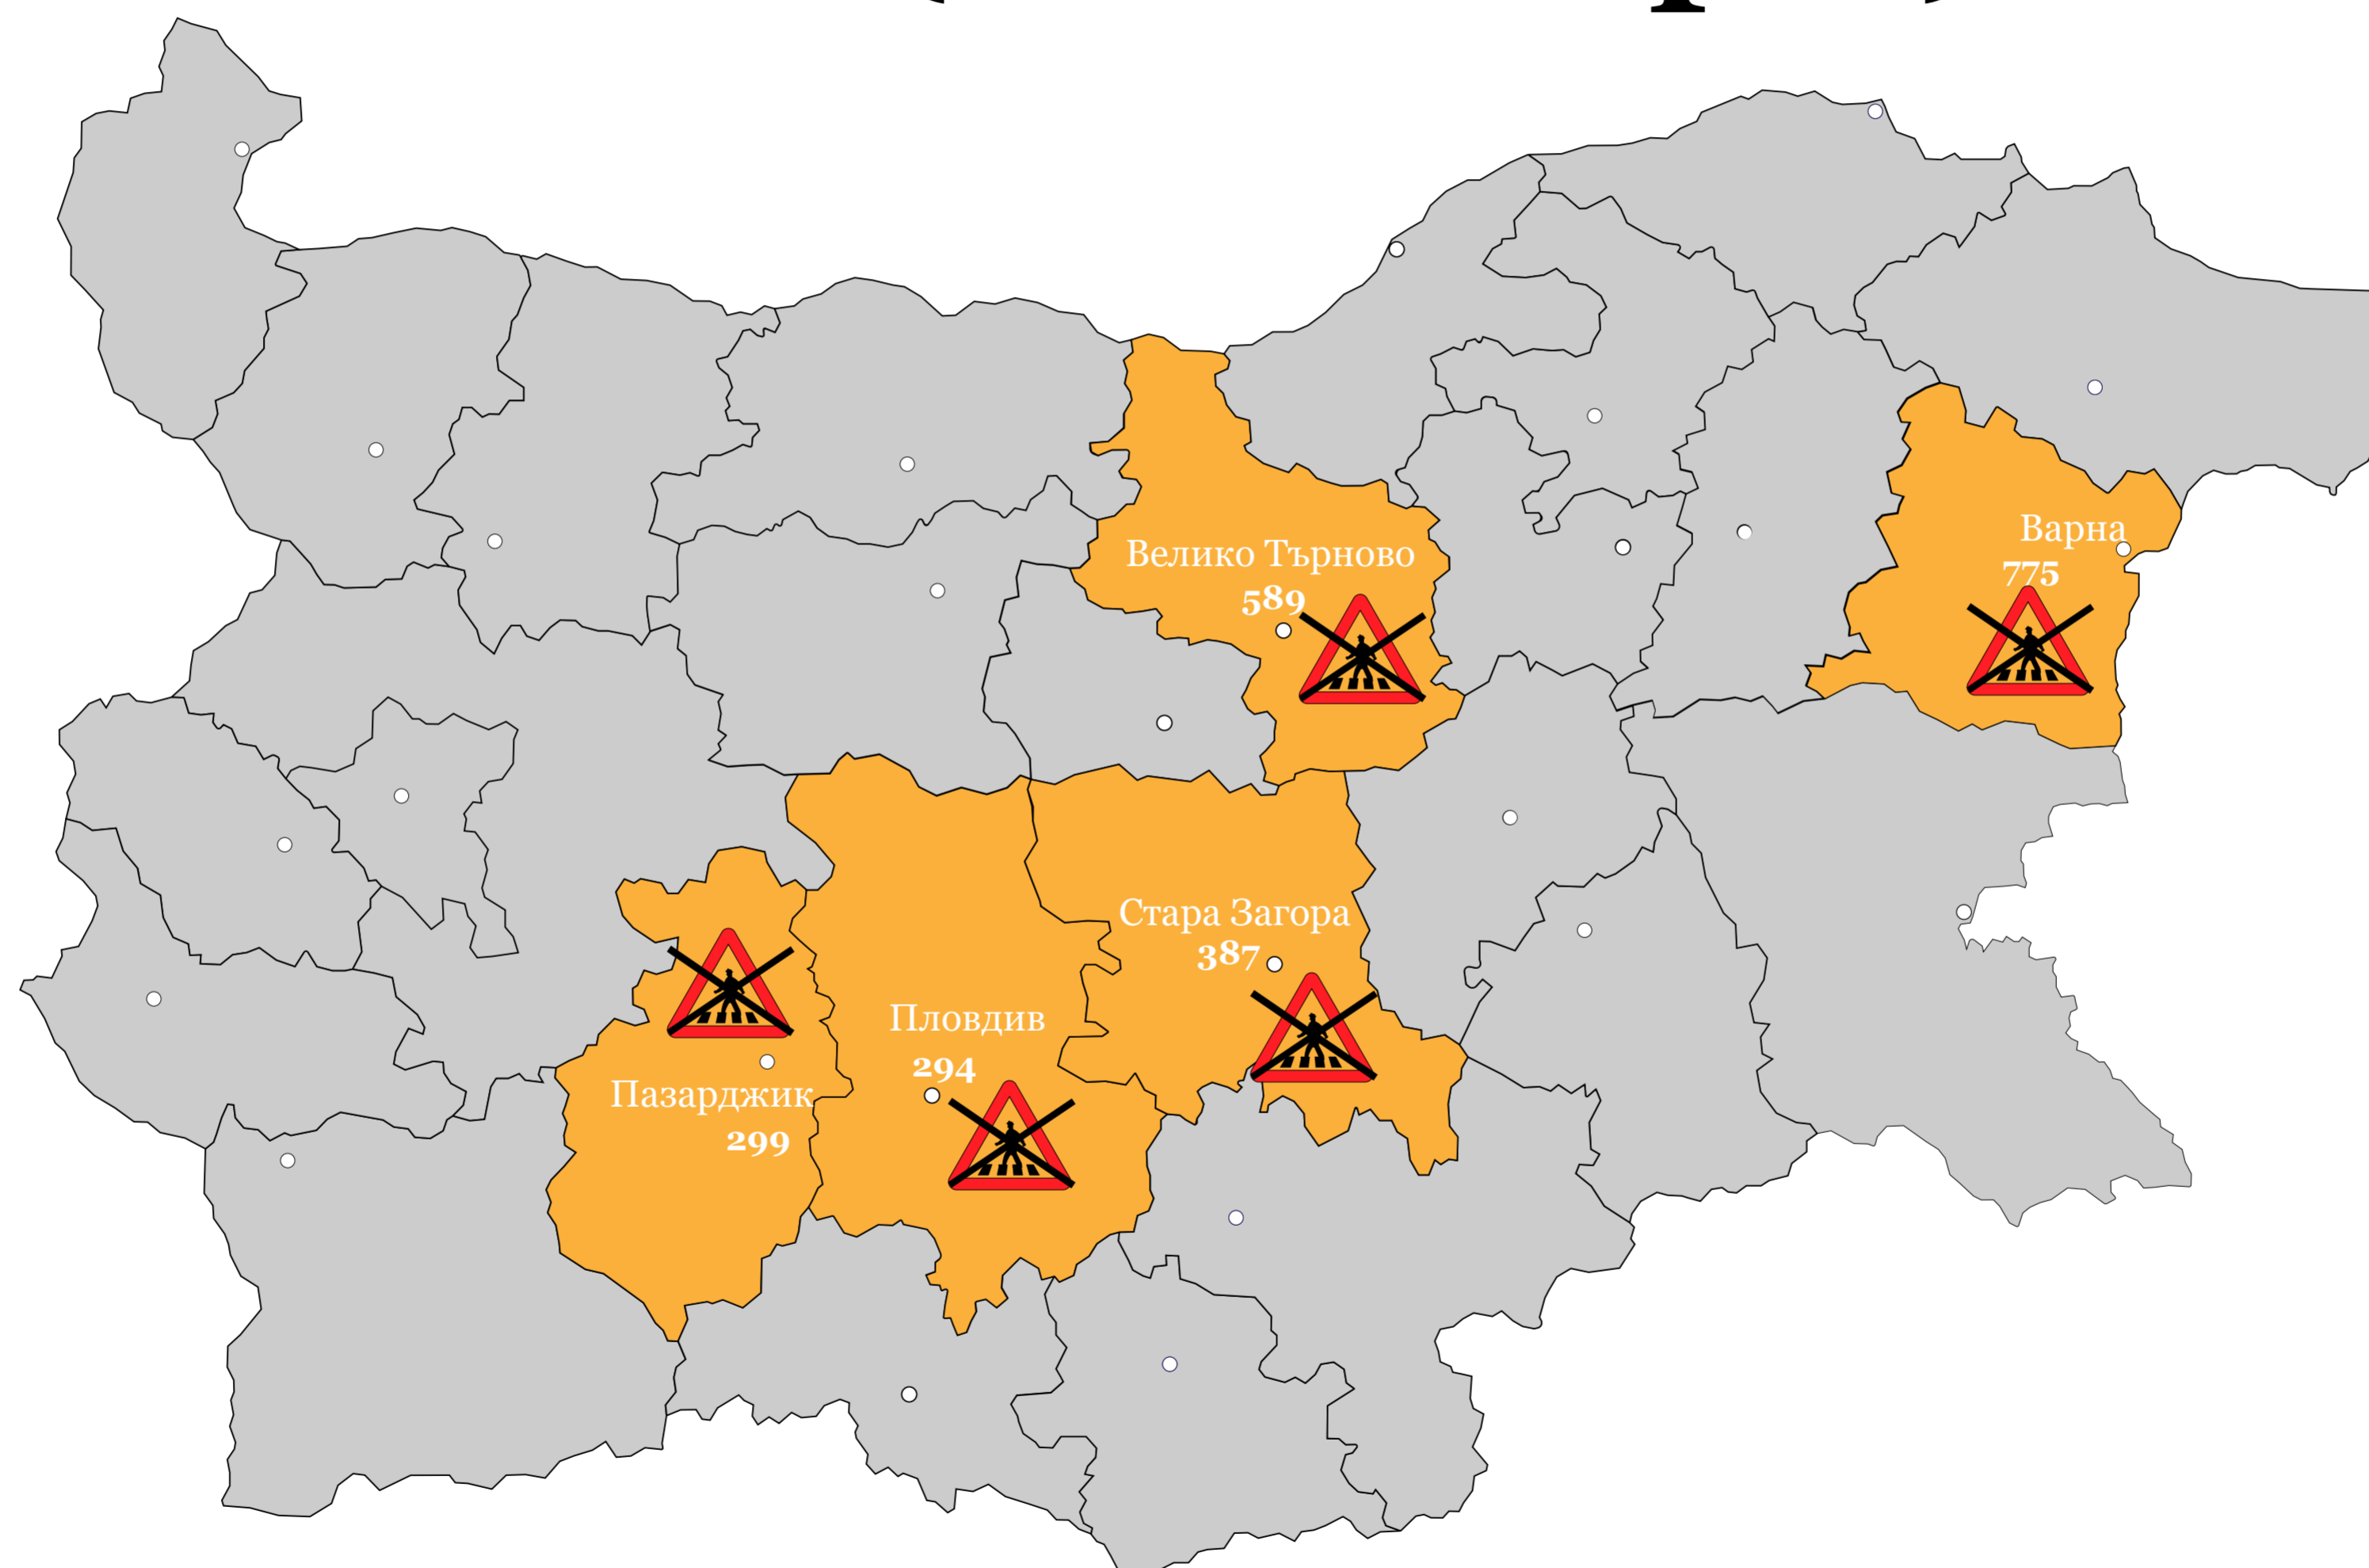 Велико Търново
589
Варна
775
Стара Загора
387
Пловдив
294
Пазарджик
299